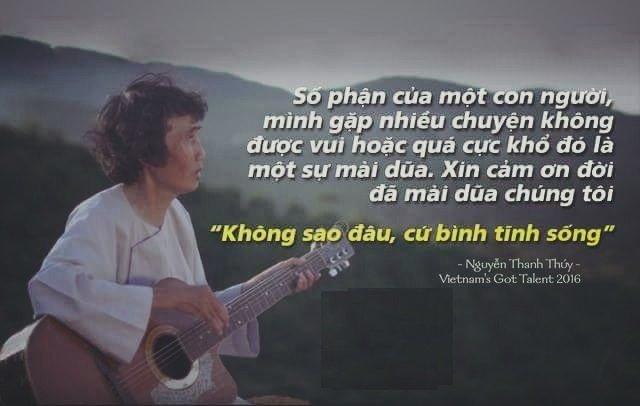 Số phận của một con người,
mình gặp nhiều chuyện không
được vui hoặc quá cực khổ đó là
một sự mài dũa. Xin cảm ơn đời
đã mài dũa chúng tôi
“Không sao đâu, cứ bình tĩnh sống”
- Nguyễn Thanh Thúy -
Vietnam's Got Talent 2016